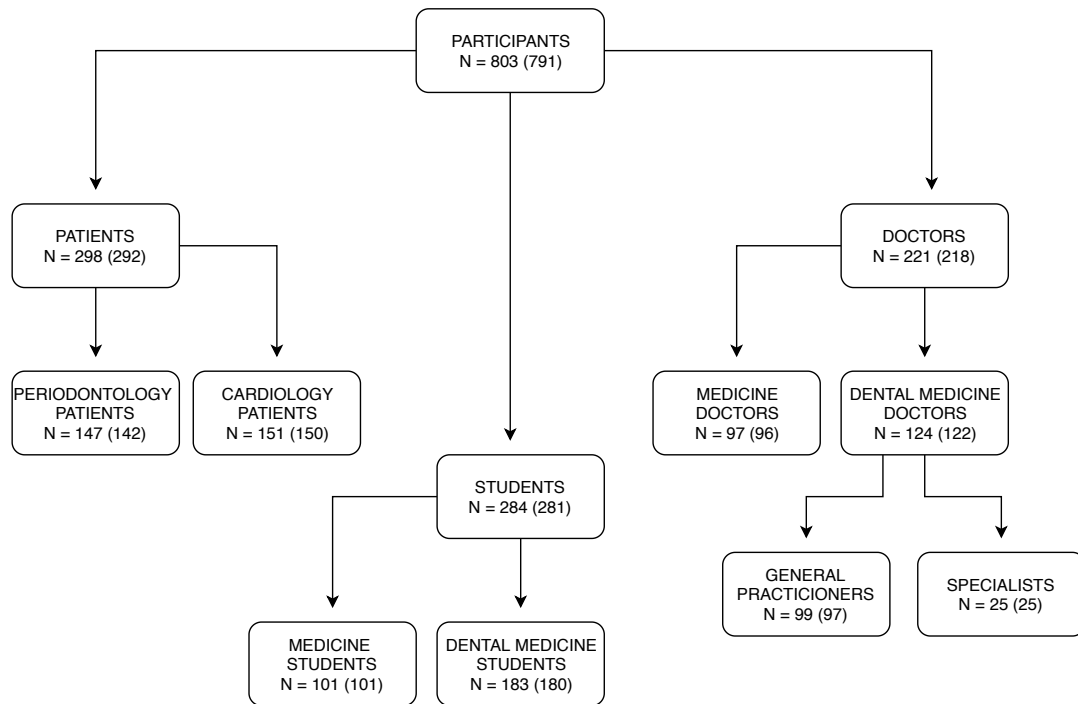 PARTICIPANTS
N = 803 (791)
PATIENTS
N = 298 (292)
DOCTORS
N = 221 (218)
PERIODONTOLOGY
PATIENTS
N = 147 (142)
CARDIOLOGY
PATIENTS
N = 151 (150)
MEDICINE
DOCTORS
N = 97 (96)
DENTAL MEDICINE
DOCTORS
N = 124 (122)
STUDENTS
N = 284 (281)
GENERAL
PRACTICIONERS
N = 99 (97)
SPECIALISTS
N = 25 (25)
MEDICINE
STUDENTS
N = 101 (101)
DENTAL MEDICINE
STUDENTS
N = 183 (180)